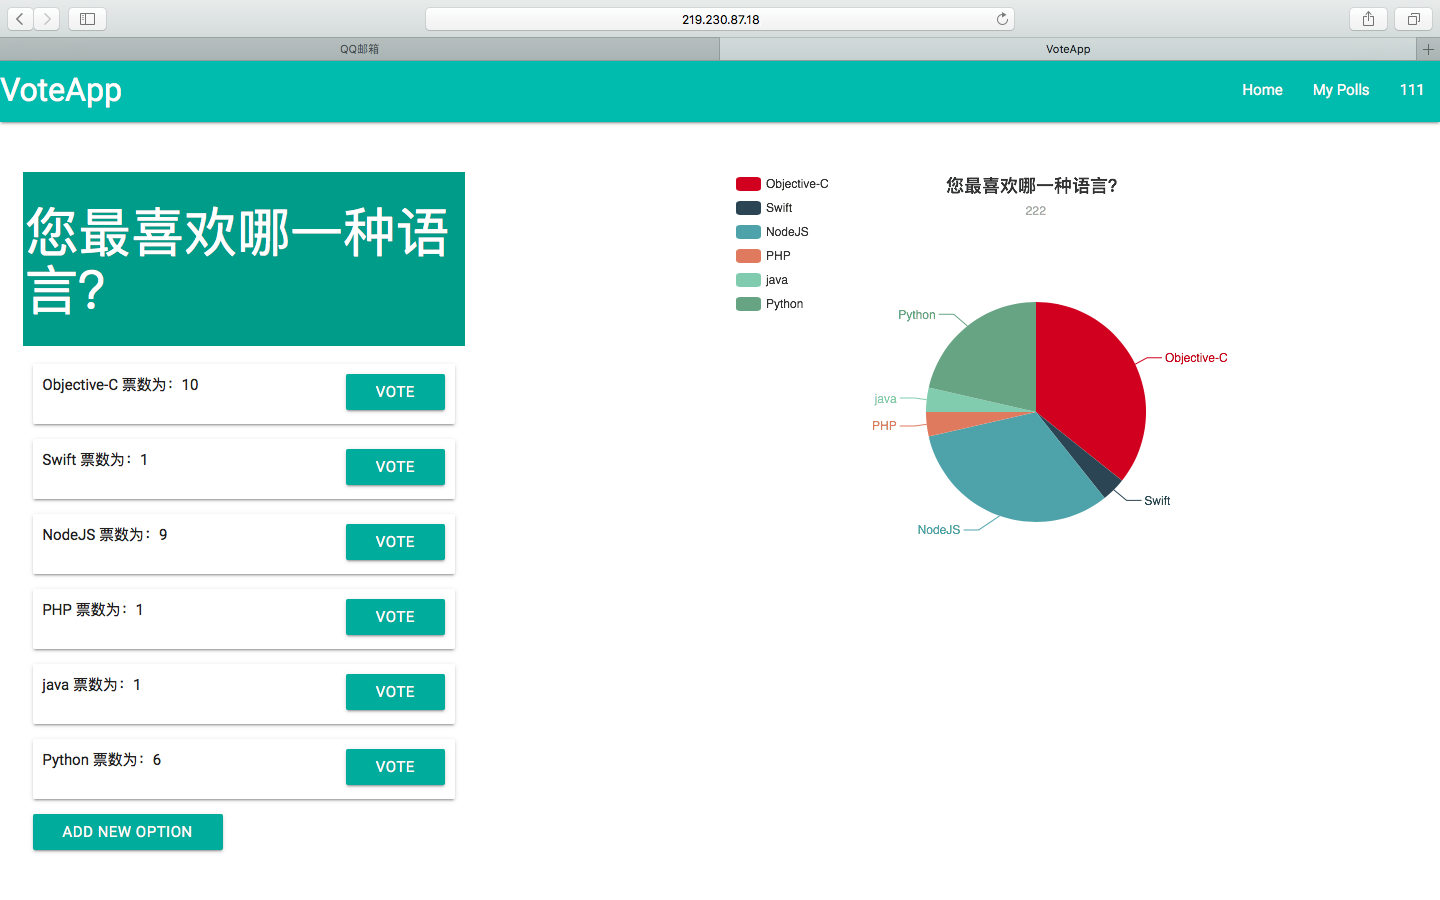 219.230.87.18
QQ邮箱
VoteApp
VoteApp
Home
My Polls
111
您最喜欢哪一种语
言?
Objective-C 票数为：10
VOTE
Swift 票数为：1
VOTE
NodeJS 票数为：9
VOTE
PHP 票数为：1
VOTE
java 票数为：1
VOTE
Python 票数为：6
VOTE
ADD NEW OPTION
Objective-C
Swift
NodeJS
PHP
java
Python
您最喜欢哪一种语言?
222
Python
Objective-C
java
PHP
Swift
NodeJS